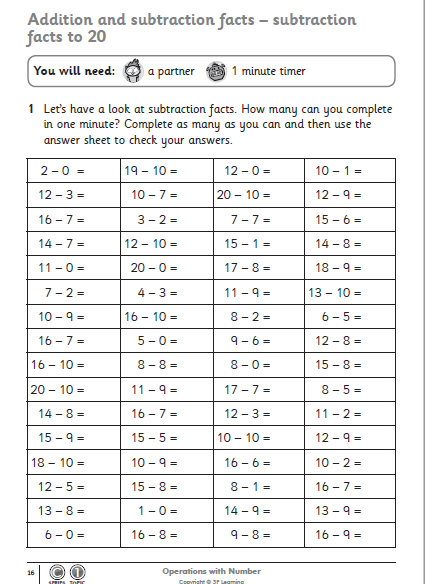 Addition and subtraction facts – subtraction
facts to 20
You will need: a partner 1 minute timer
1 Let's have a look at subtraction facts. How many can you complete
in one minute? Complete as many as you can and then use the
answer sheet to check your answers.
2 – 0 = 19 – 10 = 12 – 0 = 10 – 1 =
12 – 3 = 10 – 7 = 20 – 10 = 12 – 9 =
16 – 7 = 3 – 2 = 7 – 7 = 15 – 6 =
14 – 7 = 12 – 10 = 15 – 1 = 14 – 8 =
11 – 0 = 20 – 0 = 17 – 8 = 18 – 9 =
7 – 2 = 4 – 3 = 11 – 9 = 13 – 10 =
10 – 9 = 16 – 10 = 8 – 2 = 6 – 5 =
16 – 7 = 5 – 0 = 9 – 6 = 12 – 8 =
16 – 10 = 8 – 8 = 8 – 0 = 15 – 8 =
20 – 10 = 11 – 9 = 17 – 7 = 8 – 5 =
14 – 8 = 16 – 7 = 12 – 3 = 11 – 2 =
15 – 9 = 15 – 5 = 10 – 10 = 12 – 9 =
18 – 10 = 10 – 9 = 16 – 6 = 10 – 2 =
12 – 5 = 15 – 8 = 8 – 1 = 16 – 7 =
13 – 8 = 1 – 0 = 14 – 9 = 13 – 9 =
6 – 0 = 16 – 8 = 9 – 8 = 16 – 9 =
16 Operations with Number
SERIES TOPIC Copyright © 3P Learning